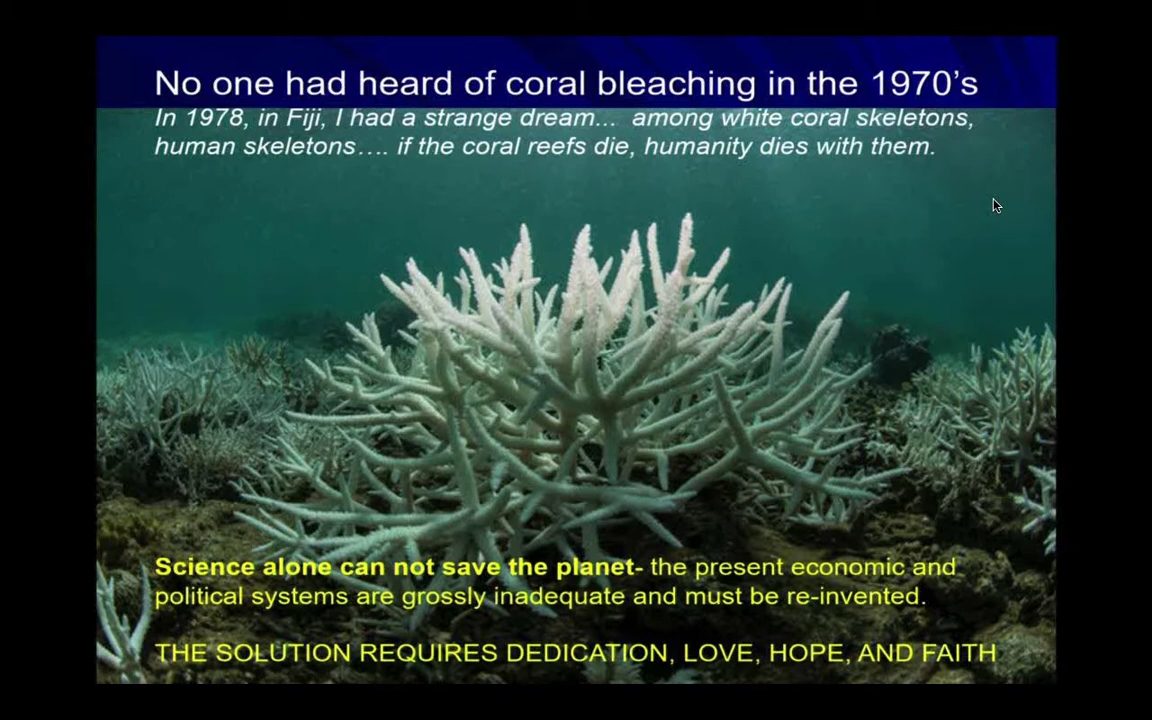 No one had heard of coral bleaching in the 1970’s
In 1978, in Fiji, I had a strange dream... among white coral skeletons,
human skeletons…. if the coral reefs die, humanity dies with them.
Science alone can not save the planet- the present economic and
political systems are grossly inadequate and must be re-invented.
THE SOLUTION REQUIRES DEDICATION, LOVE, HOPE, AND FAITH